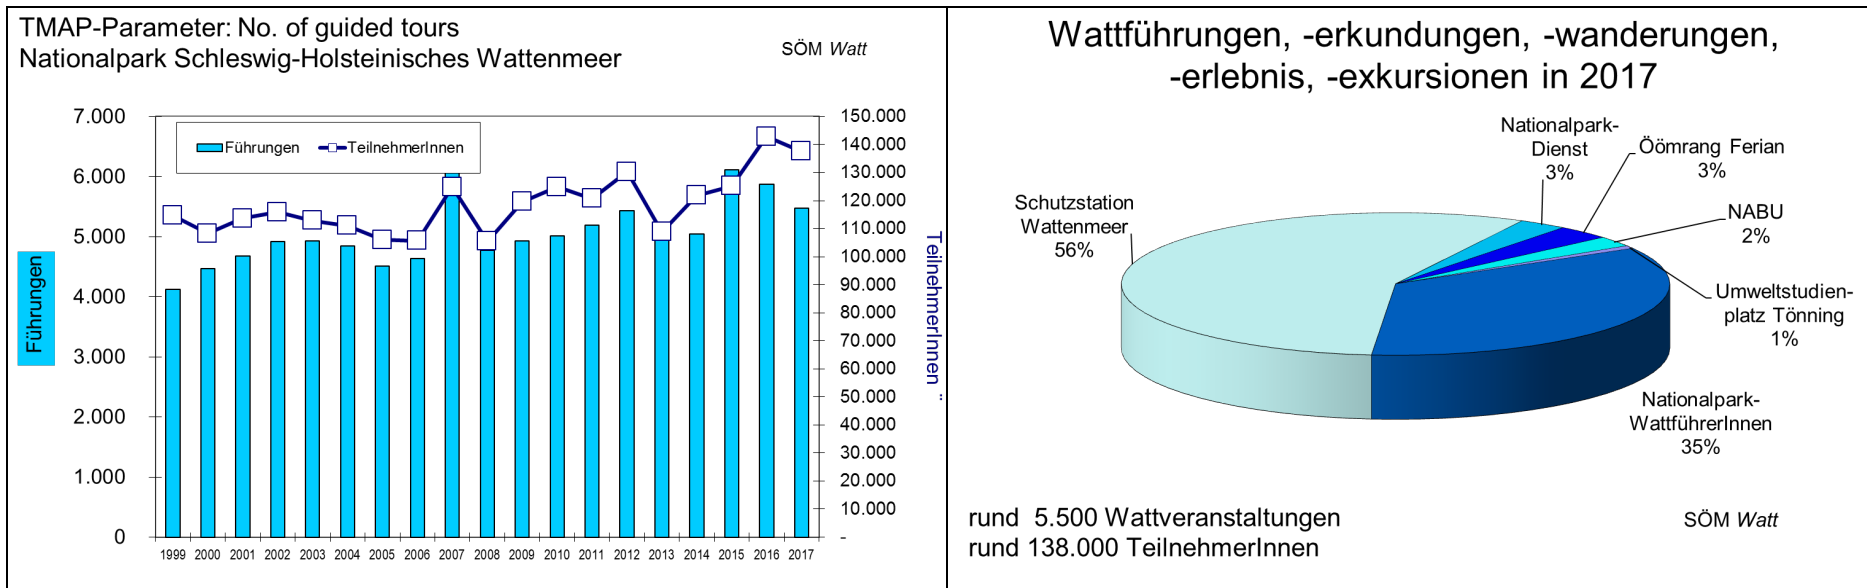 TMAP-Parameter: No. of guided tours
Nationalpark Schleswig-Holsteinisches Wattenmeer
SÖM Watt
7.000
6.000
5.000
4.000
3.000
2.000
1.000
0
Führungen
Führungen
TeilnehmerInnen
150.000
140.000
130.000
120.000
110.000
100.000
90.000
80.000
70.000
60.000
50.000
40.000
30.000
20.000
10.000
-
TeilnehmerInnen ¨
1999 2000 2001 2002 2003 2004 2005 2006 2007 2008 2009 2010 2011 2012 2013 2014 2015 2016 2017
Wattführungen, -erkundungen, -wanderungen,
-erlebnis, -exkursionen in 2017
Nationalpark-
Dienst
3%
Öömrang Ferian
3%
Schutzstation
Wattenmeer
56%
NABU
2%
Umweltstudien-
platz Tönning
1%
Nationalpark-
WattführerInnen
35%
rund 5.500 Wattveranstaltungen
rund 138.000 TeilnehmerInnen
SÖM Watt